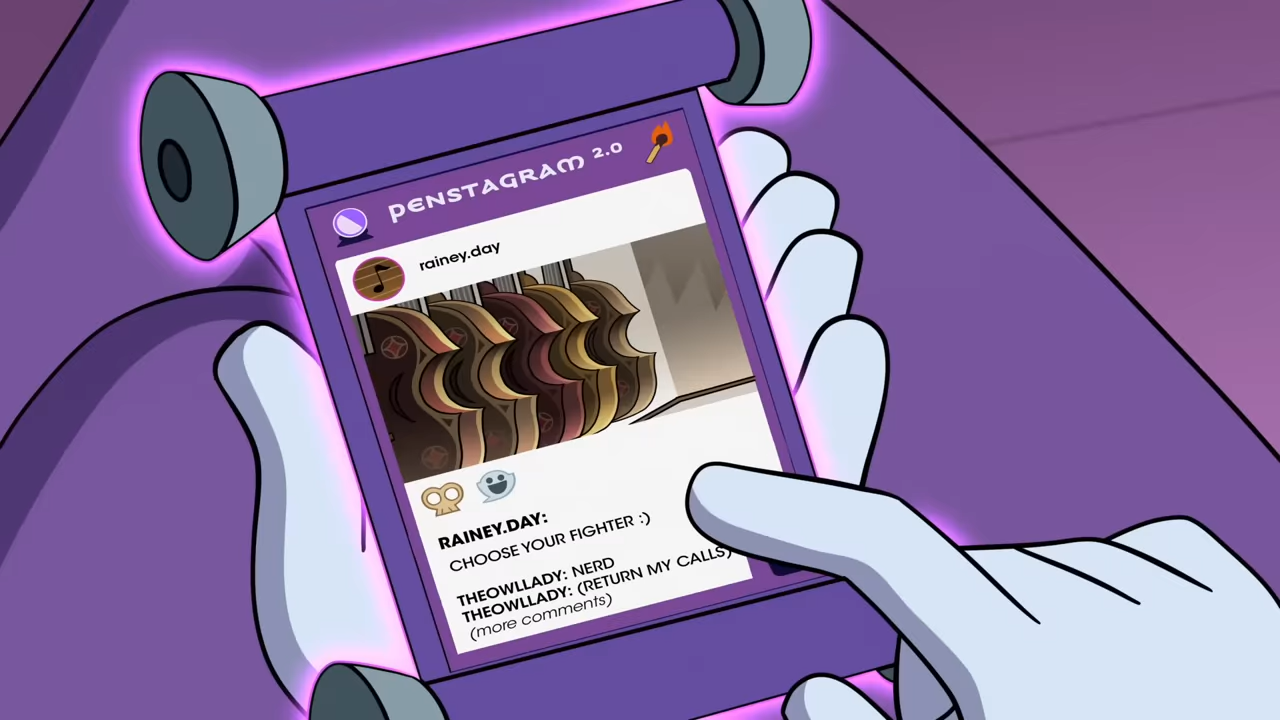 PENSTAGRAM 2.0
rainey.day
RAINEY.DAY:
CHOOSE YOUR FIGHTER :)
THEOWLLADY: NERD
THEOWLLADY: (RETURN MY CALLS)
(more comments)